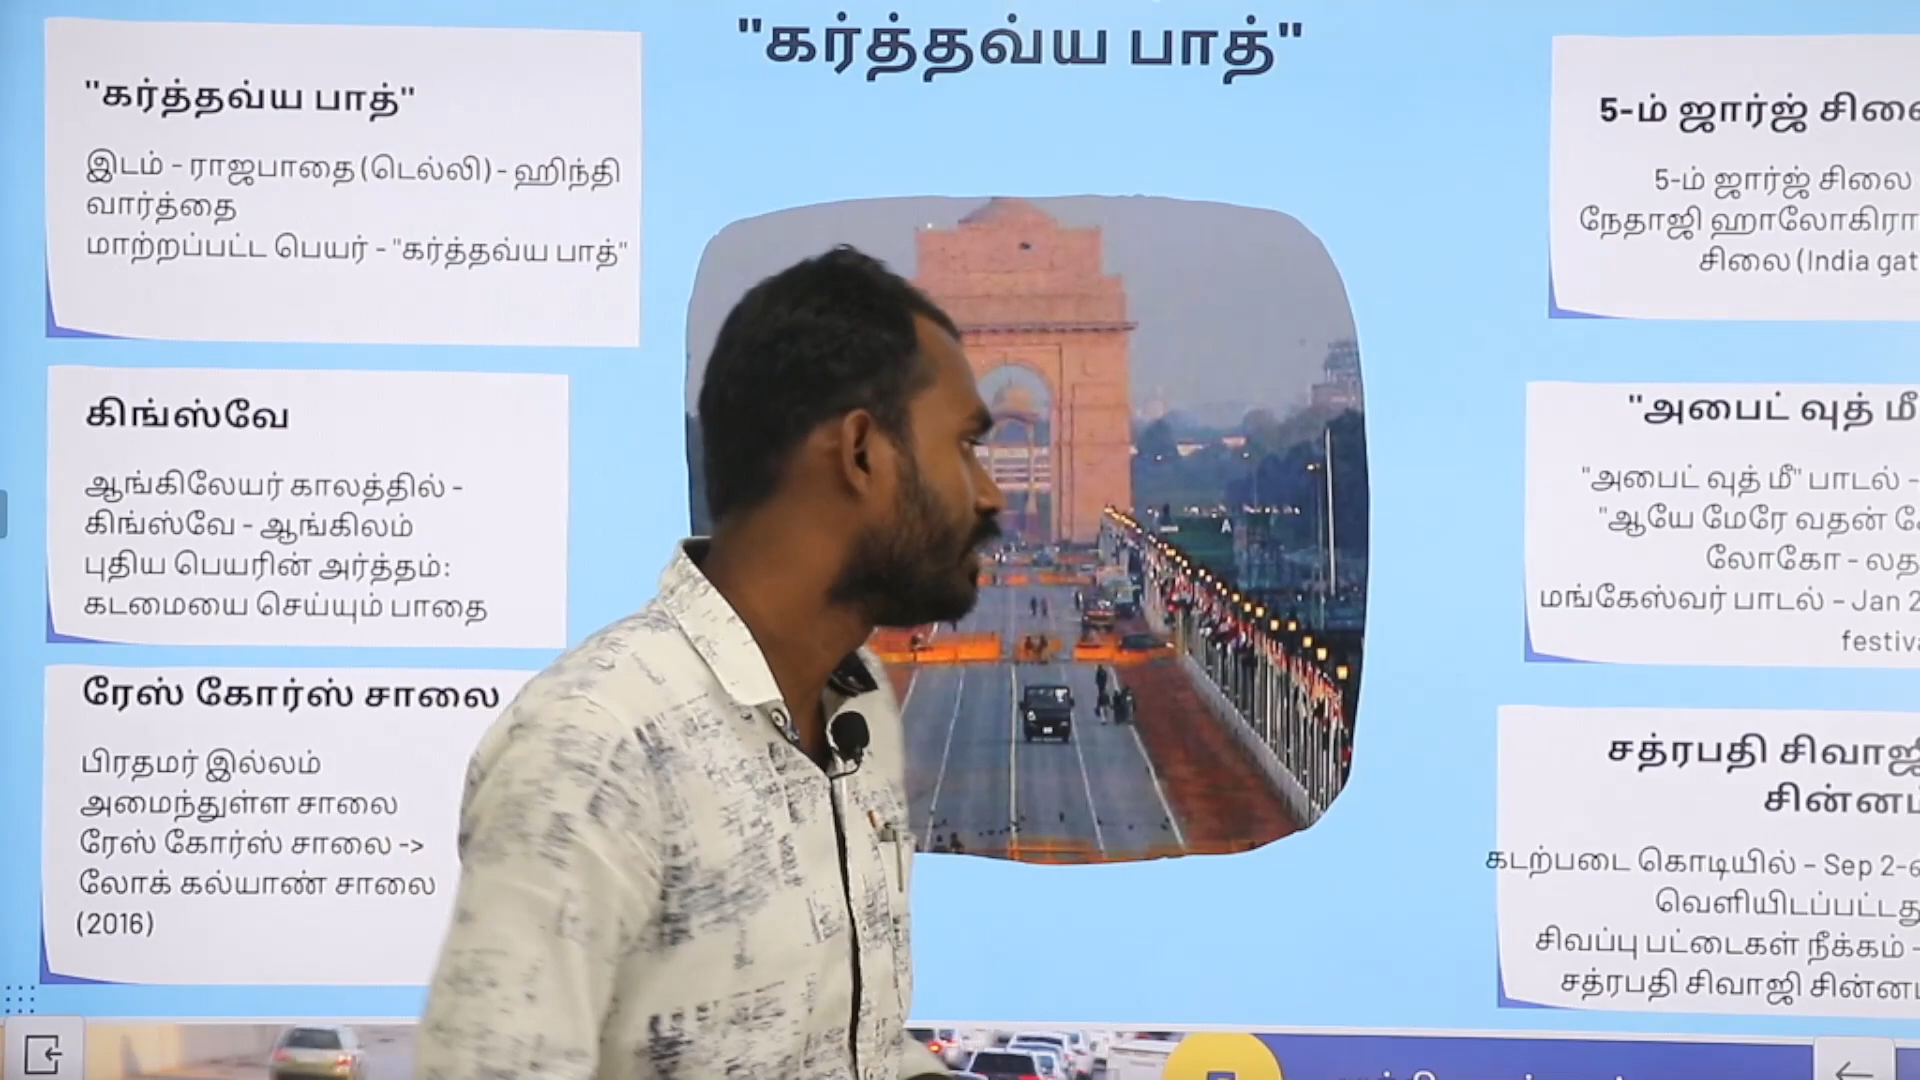 "கர்த்தவ்ய பாத்"
"கர்த்தவ்ய பாத்"
இடம் - ராஜபாதை (டெல்லி) - ஹிந்தி
வார்த்தை
மாற்றப்பட்ட பெயர் - "கர்த்தவ்ய பாத்"
கிங்ஸ்வே
ஆங்கிலேயர் காலத்தில் -
கிங்ஸ்வே - ஆங்கிலம்
புதிய பெயரின் அர்த்தம்:
கடமையை செய்யும் பாதை
ரேஸ் கோர்ஸ் சாலை
பிரதமர் இல்லம்
அமைந்துள்ள சாலை
ரேஸ் கோர்ஸ் சாலை ->
லோக் கல்யாண் சாலை
(2016)
5-ம் ஜார்ஜ்
5-ம் ஜார்ஜ் சிலை
நேதாஜி
சிலை (India
"அபைட் வுத் மீ
"அபைட் வுத் மீ" பாடல் -
"ஆயே மேரே வதன்
லோகோ -
மங்கேஸ்வர் பாடல் - Jan
சத்ரபதி
கடற்படை கொடியில் - Sep
சிவப்பு பட்டைகள் நீக்கம் -
சத்ரபதி சிவாஜி